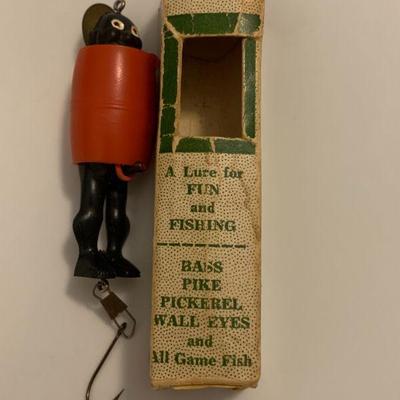 A Lure for
FUN
and
FISHING
BASS
PIKE
PICKEREL
WALL EYES
and
All Game Fish